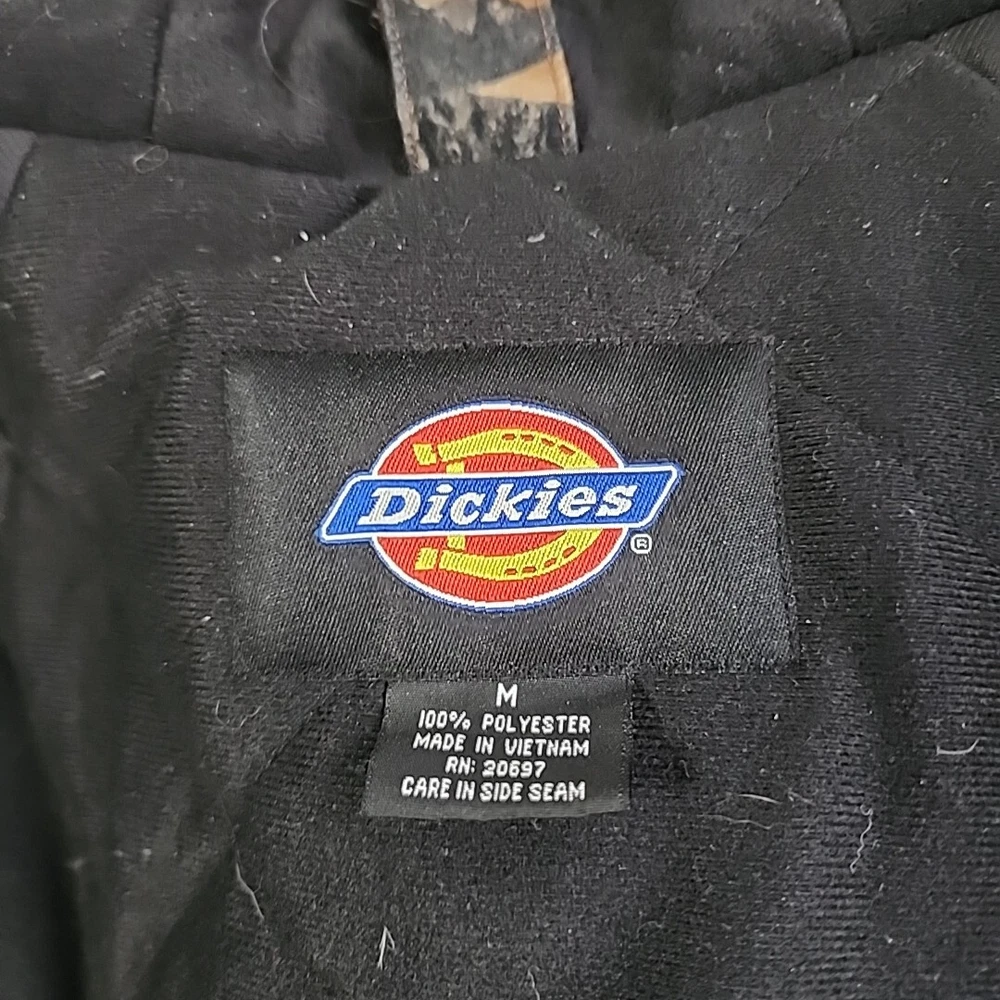 Dickies
®
M
100% POLYESTER
MADE IN VIETNAM
RN: 20697
CARE IN SIDE SEAM